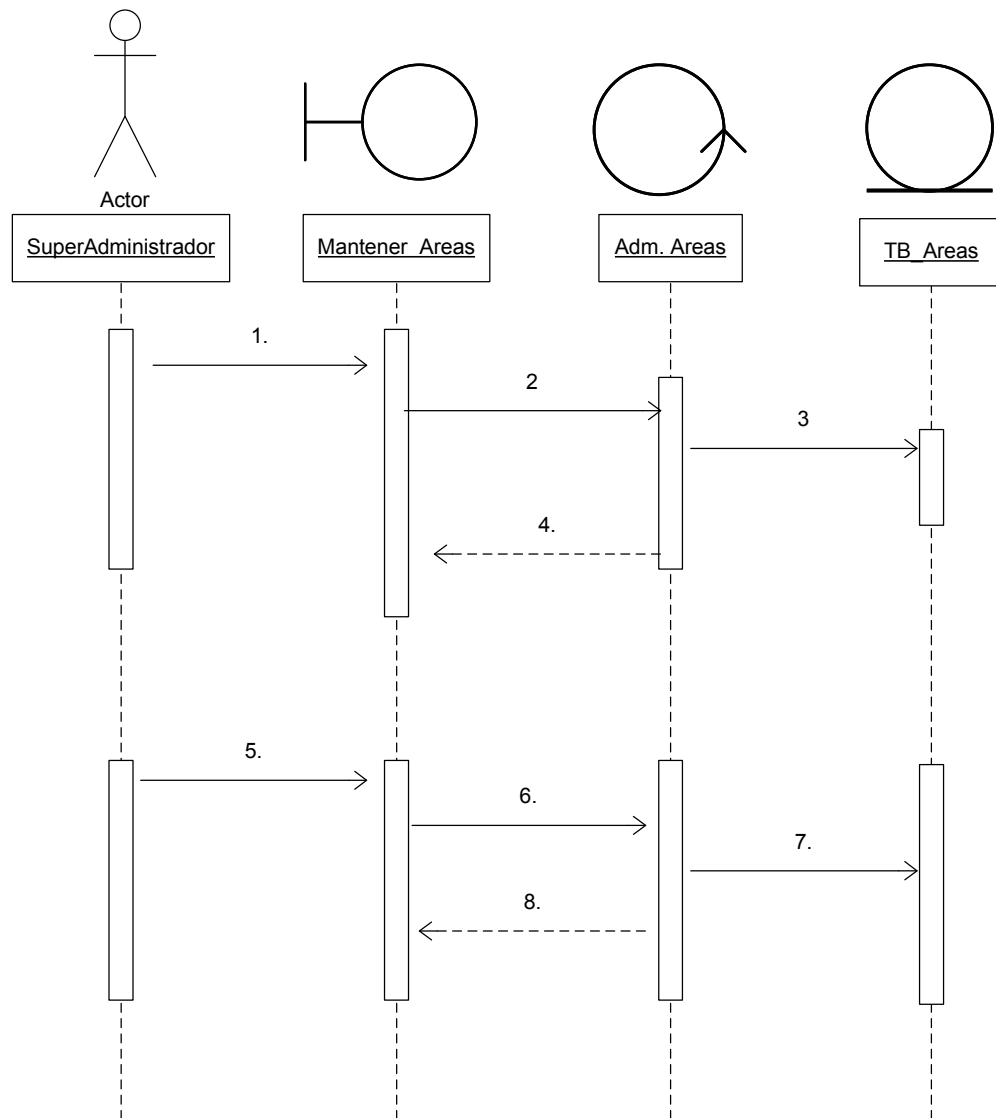 Actor
SuperAdministrador
Mantener_Areas
Adm. Areas
TB_Areas
1.
2
3
4.
5.
6.
7.
8.